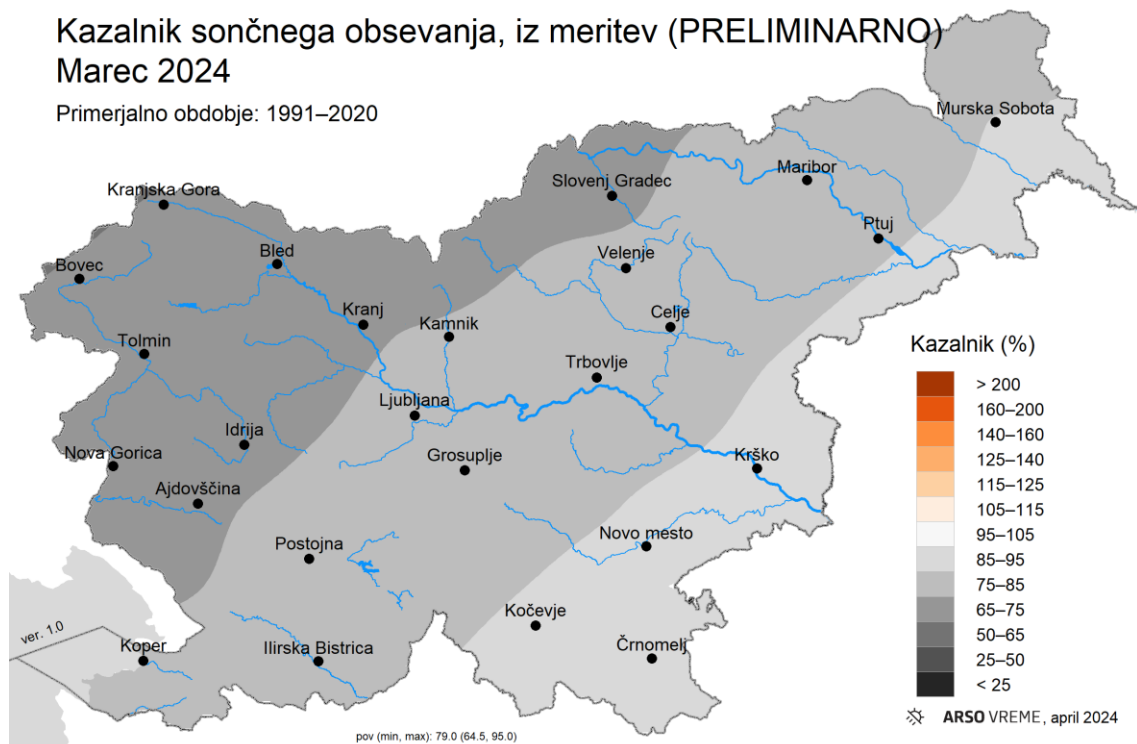 Kazalnik sončnega obsevanja, iz meritev (PRELIMINARNO)
Marec 2024
Primerjalno obdobje: 1991–2020
Murska Sobota
Maribor
Slovenj Gradec
Kranjska Gora
Ptuj
Bled
Velenje
Bovec
Kranj
Celje
Kamnik
Tolmin
Trbovlje
Ljubljana
Idrija
Nova Gorica
Grosuplje
Krško
Ajdovščina
Novo mesto
Postojna
Kočevje
ver. 1.0
Koper
Ilirska Bistrica
Črnomelj
Kazalnik (%)
> 200
160–200
140–160
125–140
115–125
105–115
95–105
85–95
75–85
65–75
50–65
25–50
< 25
ARSO VREME, april 2024
pov (min, max): 79.0 (64.5, 95.0)